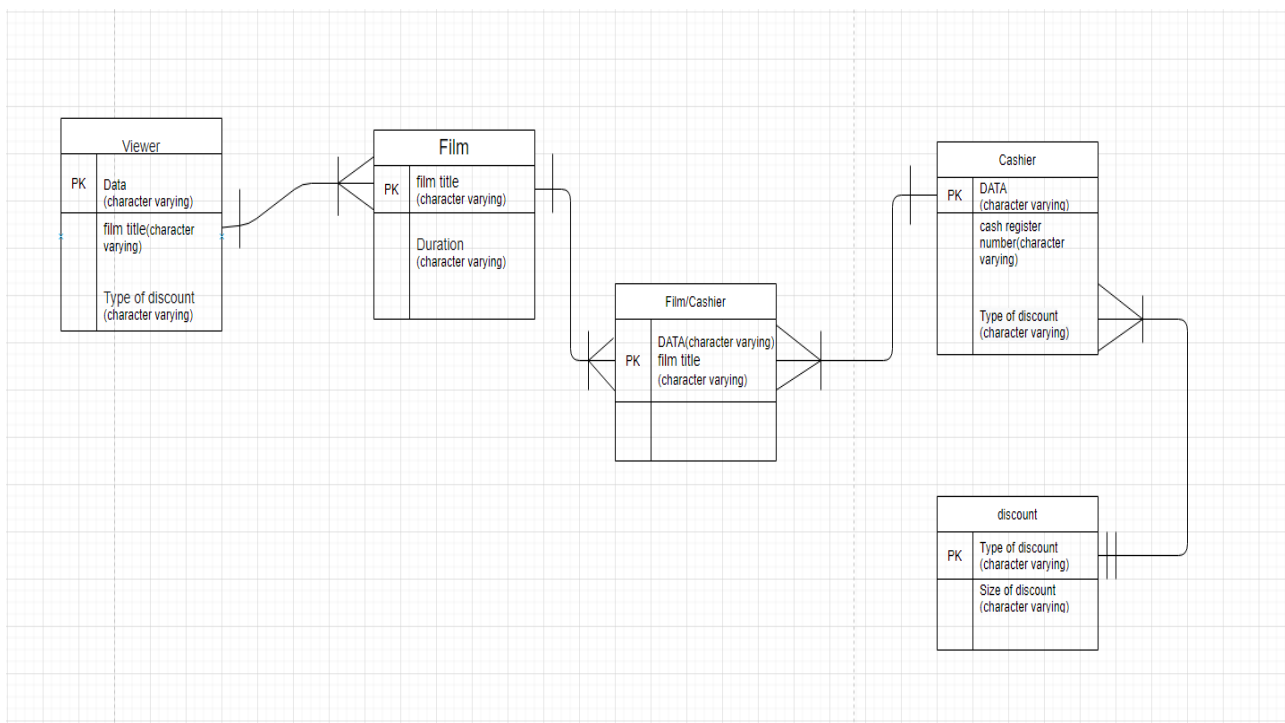 Viewer
PK
Data
(character varying)
film title(character
varying)
Type of discount
(character varying)
Film
PK
film title
(character varying)
Duration
(character varying)
Film/Cashier
PK
DATA(character varying)
film title
(character varying)
Cashier
PK
DATA
(character varying)
cash register
number(character
varying)
Type of discount
(character varying)
discount
PK
Type of discount
(character varying)
Size of discount
(character varying)